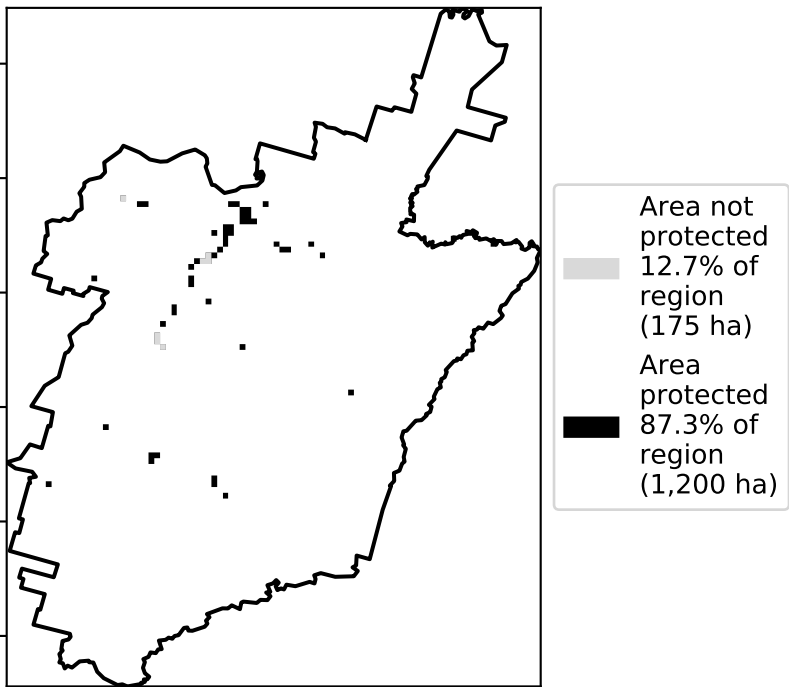 Area not
protected
12.7% of
region
(175 ha)
Area
protected
87.3% of
region
(1,200 ha)